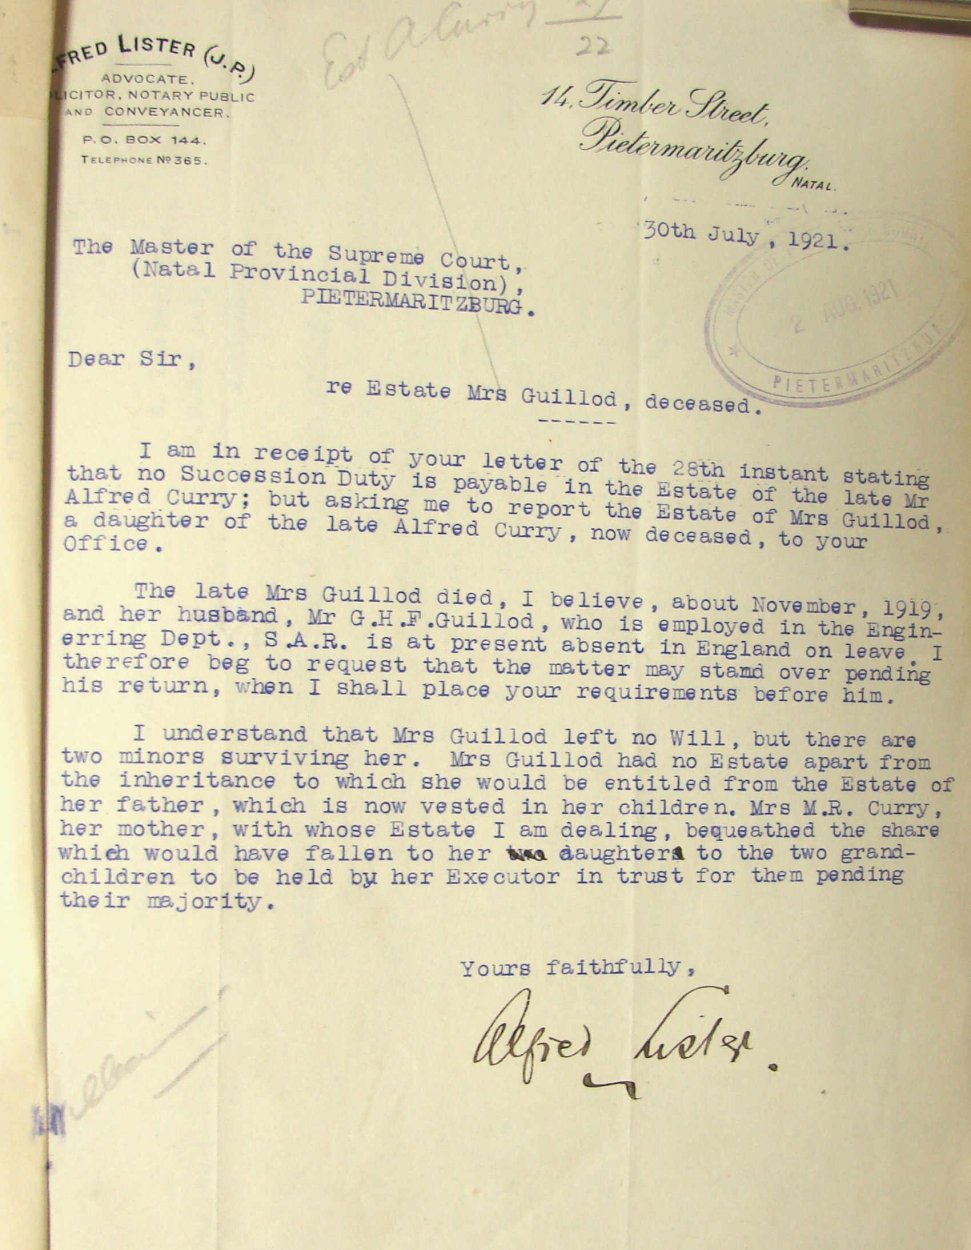 Est A Curry
22
FRED LISTER (J.P.)
ADVOCATE.
LICITOR, NOTARY PUBLIC
AND CONVEYANCER.
P.O. BOX 144.
TELEPHONE No 365.
14, Timber Street,
Pietermaritzburg.
NATAL.
30th July, 1921.
2 AUG. 1921
PIETERMARITZBURG
The Master of the Supreme Court,
(Natal Provincial Division),
PIETERMARITZBURG.
Dear Sir,
re Estate Mrs Guillod, deceased.
------
I am in receipt of your letter of the 28th instant stating
that no Succession Duty is payable in the Estate of the late Mr
Alfred Curry; but asking me to report the Estate of Mrs Guillod,
a daughter of the late Alfred Curry, now deceased, to your
Office.
The late Mrs Guillod died, I believe, about November, 1919,
and her husband, Mr G.H.F.Guillod, who is employed in the Engin-
erring Dept., S.A.R. is at present absent in England on leave. I
therefore beg to request that the matter may stand over pending
his return, when I shall place your requirements before him.
I understand that Mrs Guillod left no Will, but there are
two minors surviving her. Mrs Guillod had no Estate apart from
the inheritance to which she would be entitled from the Estate of
her father, which is now vested in her children. Mrs M.R. Curry,
her mother, with whose Estate I am dealing, bequeathed the share
which would have fallen to her daughter to the two grand-
children to be held by her Executor in trust for them pending
their majority.
Yours faithfully,
Alfred Lister.